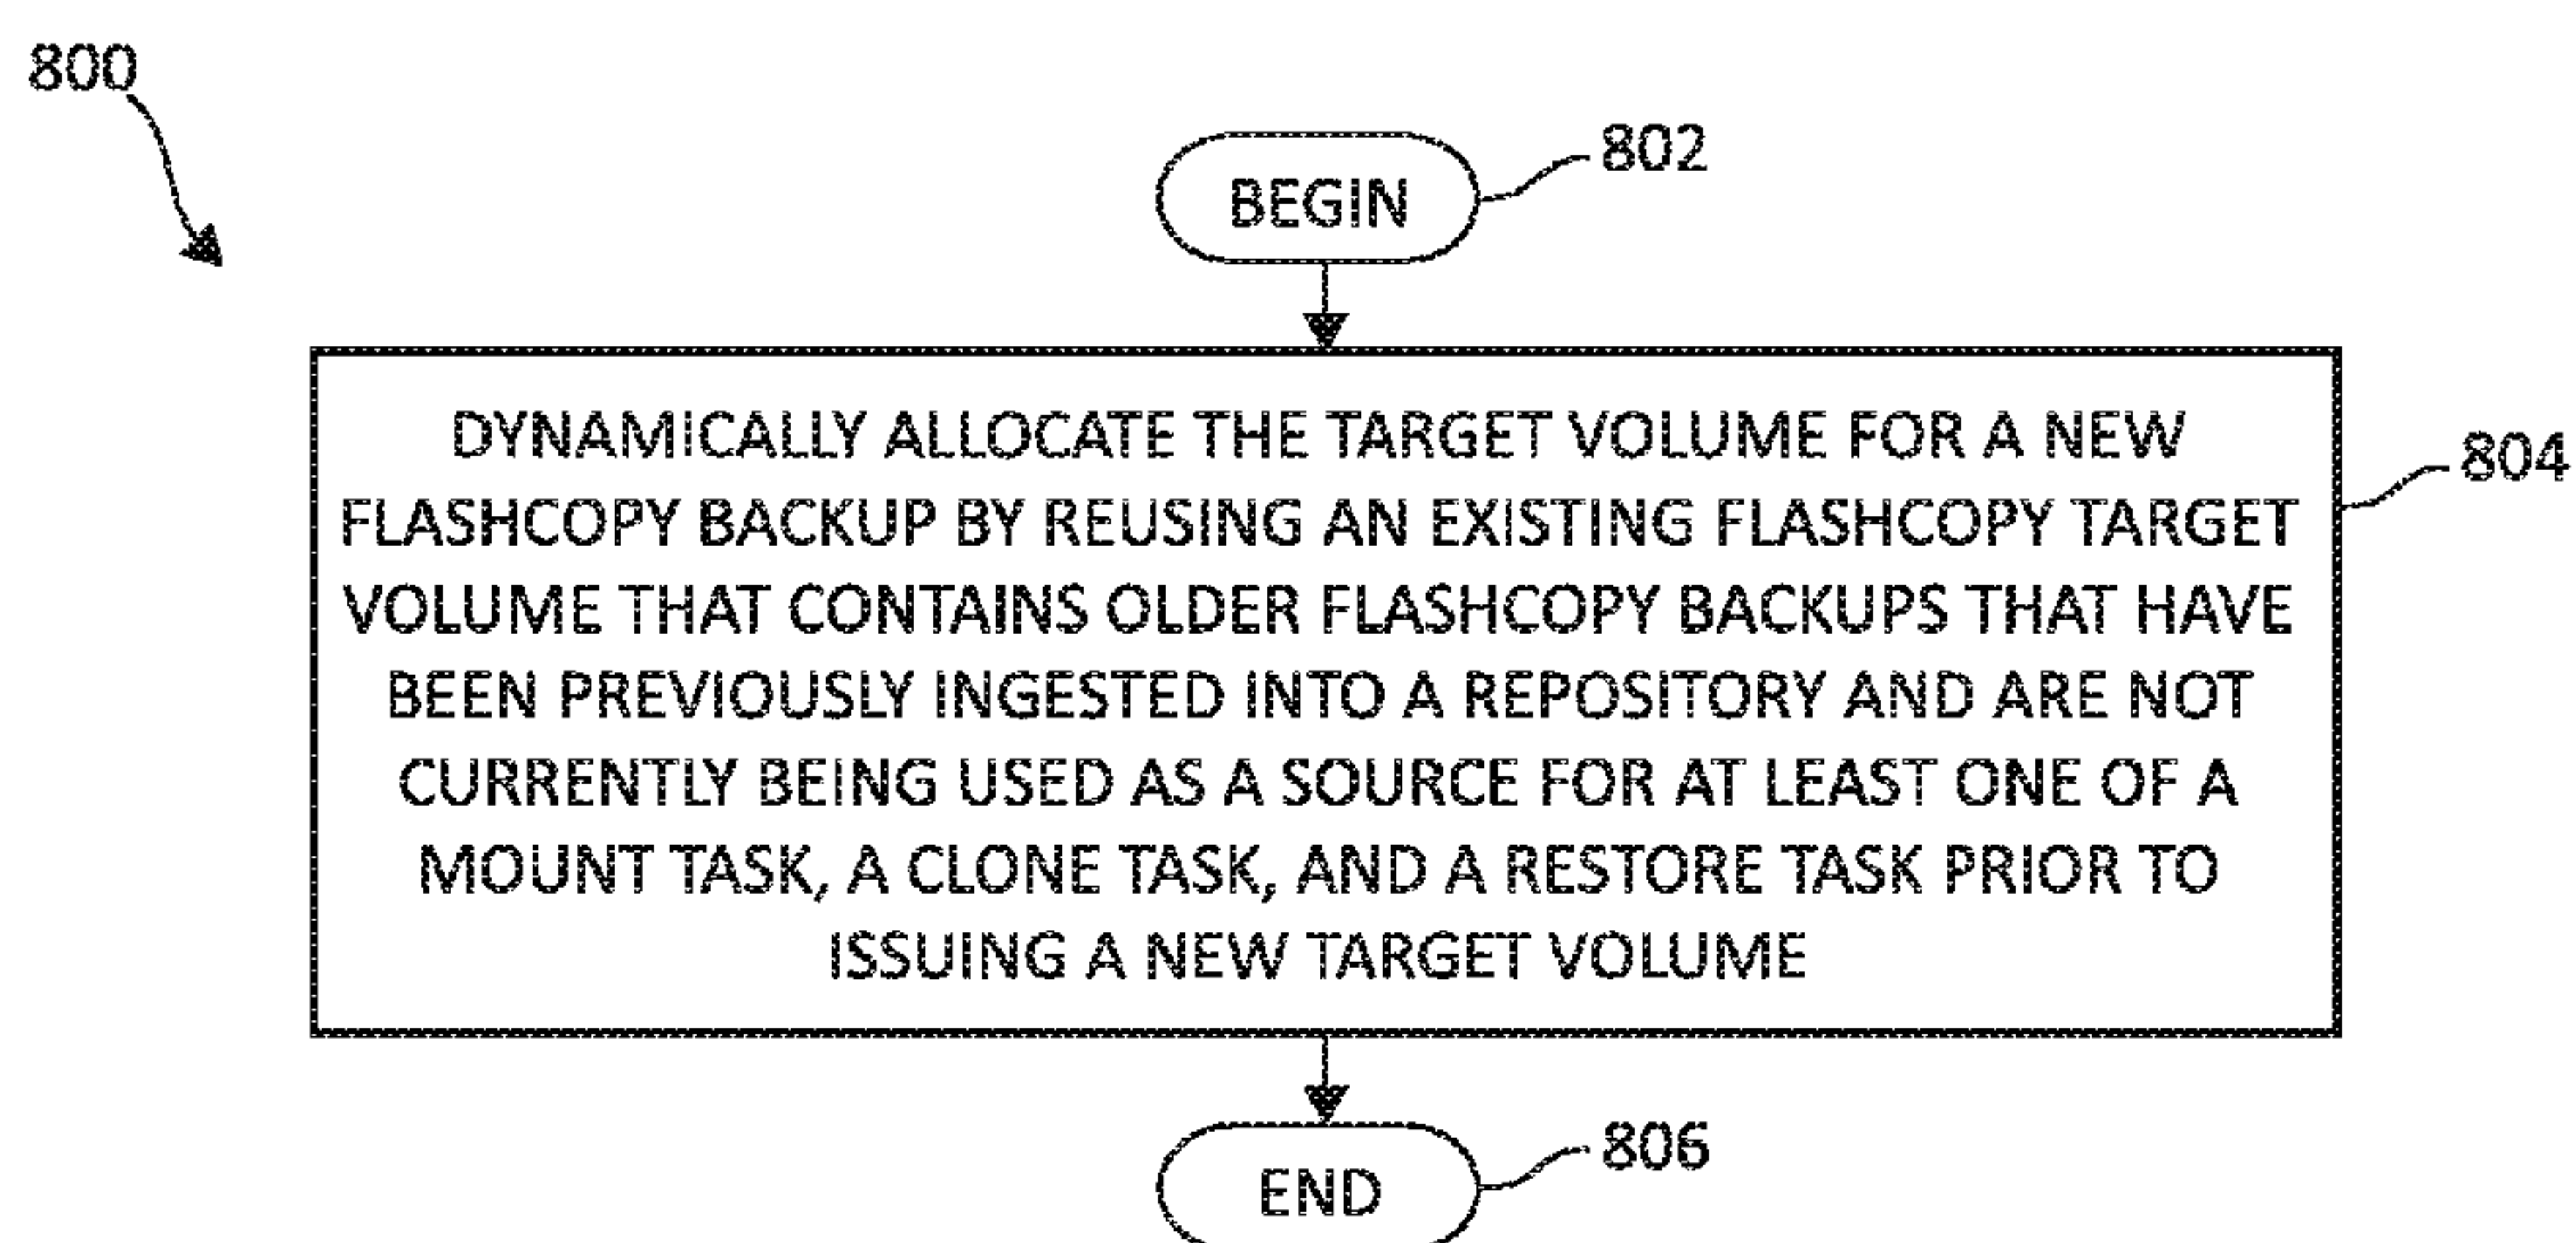 800
802
BEGIN
DYNAMICALLY ALLOCATE THE TARGET VOLUME FOR A NEW
804
FLASHCOPY BACKUP BY REUSING AN EXISTING FLASHCOPY TARGET
VOLUME THAT CONTAINS OLDER FLASHCOPY BACKUPS THAT HAVE
BEEN PREVIOUSLY INGESTED INTO A REPOSITORY AND ARE NOT
CURRENTLY BEING USED AS A SOURCE FOR AT LEAST ONE OF A
MOUNT TASK, A CLONE TASK, AND A RESTORE TASK PRIOR TO
ISSUING A NEW TARGET VOLUME
806
END